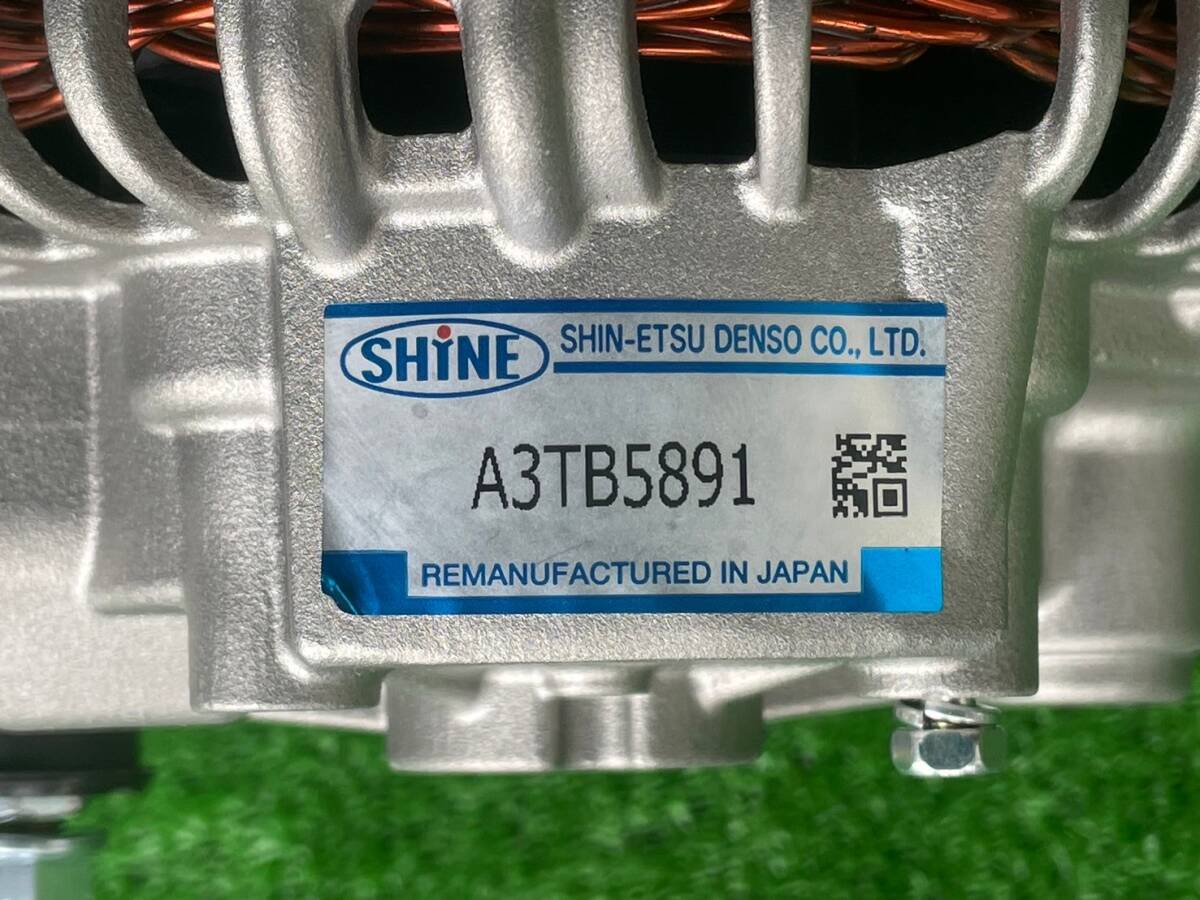 SHiNE SHIN-ETSU DENSO CO., LTD.
A3TB5891
REMANUFACTURED IN JAPAN